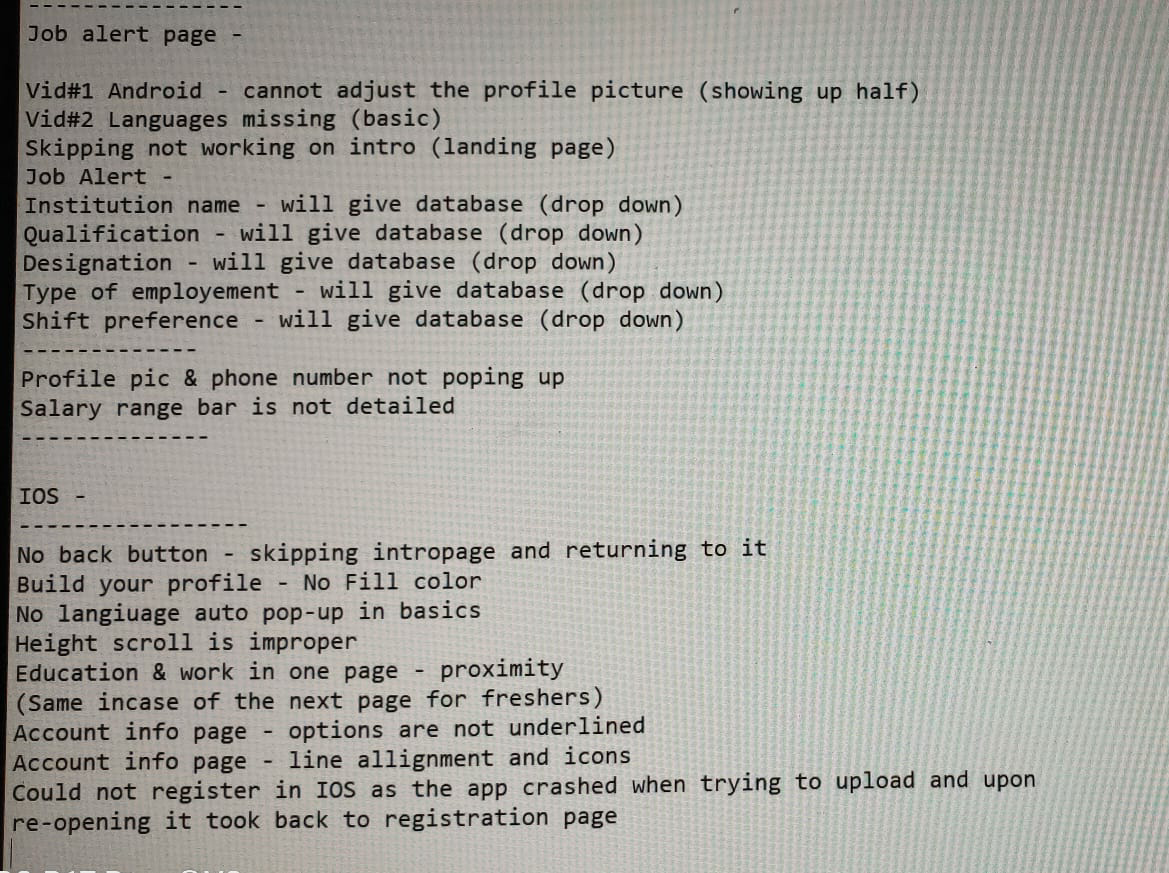 ----------------
Job alert page -
Vid#1 Android - cannot adjust the profile picture (showing up half)
Vid#2 Languages missing (basic)
Skipping not working on intro (landing page)
Job Alert -
Institution name - will give database (drop down)
Qualification - will give database (drop down)
Designation - will give database (drop down)
Type of employement - will give database (drop down)
Shift preference - will give database (drop down)
-------------
Profile pic & phone number not poping up
Salary range bar is not detailed
--------------
IOS -
-----------------
No back button - skipping intropage and returning to it
Build your profile - No Fill color
No langiuage auto pop-up in basics
Height scroll is improper
Education & work in one page - proximity
(Same incase of the next page for freshers)
Account info page - options are not underlined
Account info page - line allignment and icons
Could not register in IOS as the app crashed when trying to upload and upon
re-opening it took back to registration page